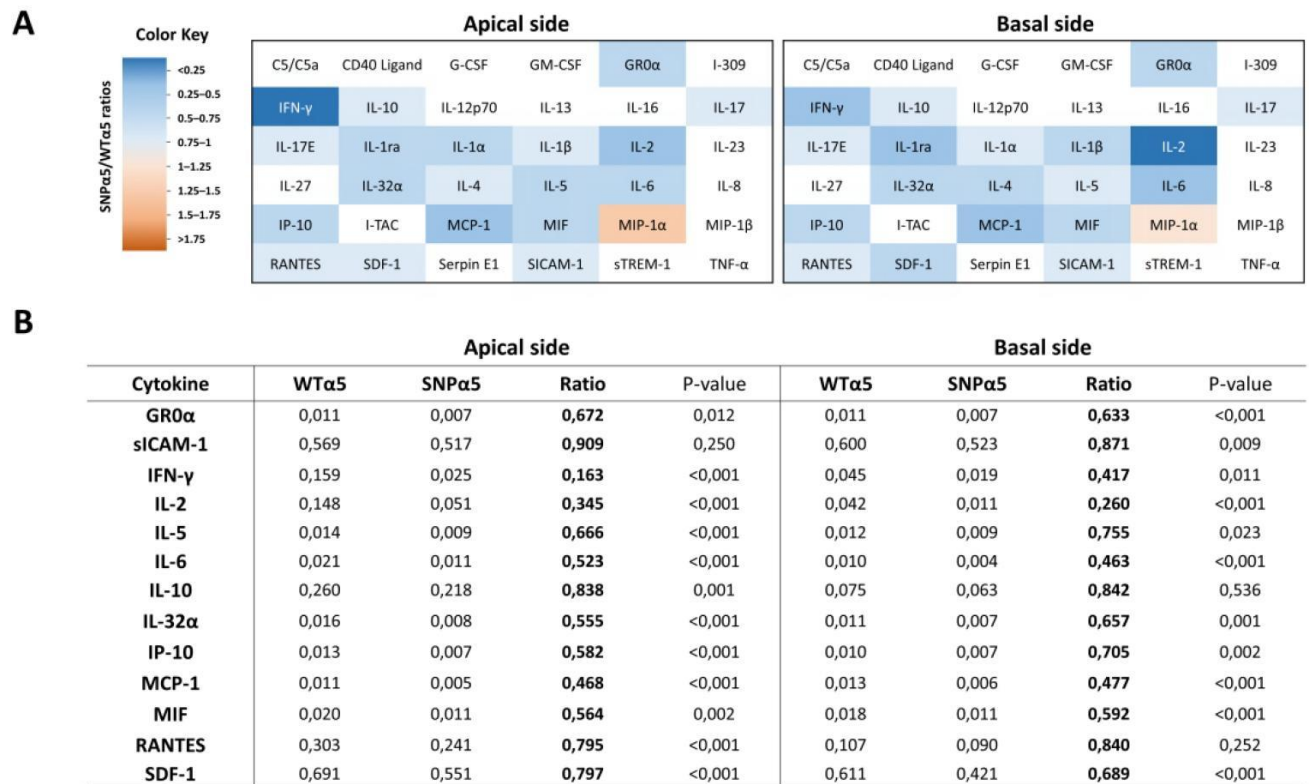 A
Color Key
SNPα5/WTα5 ratios
<0.25
0.25–0.5
0.5–0.75
0.75–1
1–1.25
1.25–1.5
1.5–1.75
>1.75
Apical side
C5/C5a CD40 Ligand G-CSF GM-CSF GR0α I-309
IFN-γ IL-10 IL-12p70 IL-13 IL-16 IL-17
IL-17E IL-1ra IL-1α IL-1β IL-2 IL-23
IL-27 IL-32α IL-4 IL-5 IL-6 IL-8
IP-10 I-TAC MCP-1 MIF MIP-1α MIP-1β
RANTES SDF-1 Serpin E1 SICAM-1 sTREM-1 TNF-α
Basal side
C5/C5a CD40 Ligand G-CSF GM-CSF GR0α I-309
IFN-γ IL-10 IL-12p70 IL-13 IL-16 IL-17
IL-17E IL-1ra IL-1α IL-1β IL-2 IL-23
IL-27 IL-32α IL-4 IL-5 IL-6 IL-8
IP-10 I-TAC MCP-1 MIF MIP-1α MIP-1β
RANTES SDF-1 Serpin E1 SICAM-1 sTREM-1 TNF-α
B
Apical side Basal side
Cytokine WTα5 SNPα5 Ratio P-value WTα5 SNPα5 Ratio P-value
GR0α 0,011 0,007 0,672 0,012 0,011 0,007 0,633 <0,001
sICAM-1 0,569 0,517 0,909 0,250 0,600 0,523 0,871 0,009
IFN-γ 0,159 0,025 0,163 <0,001 0,045 0,019 0,417 0,011
IL-2 0,148 0,051 0,345 <0,001 0,042 0,011 0,260 <0,001
IL-5 0,014 0,009 0,666 <0,001 0,012 0,009 0,755 0,023
IL-6 0,021 0,011 0,523 <0,001 0,010 0,004 0,463 <0,001
IL-10 0,260 0,218 0,838 0,001 0,075 0,063 0,842 0,536
IL-32α 0,016 0,008 0,555 <0,001 0,011 0,007 0,657 0,001
IP-10 0,013 0,007 0,582 <0,001 0,010 0,007 0,705 0,002
MCP-1 0,011 0,005 0,468 <0,001 0,013 0,006 0,477 <0,001
MIF 0,020 0,011 0,564 0,002 0,018 0,011 0,592 <0,001
RANTES 0,303 0,241 0,795 <0,001 0,107 0,090 0,840 0,252
SDF-1 0,691 0,551 0,797 <0,001 0,611 0,421 0,689 <0,001